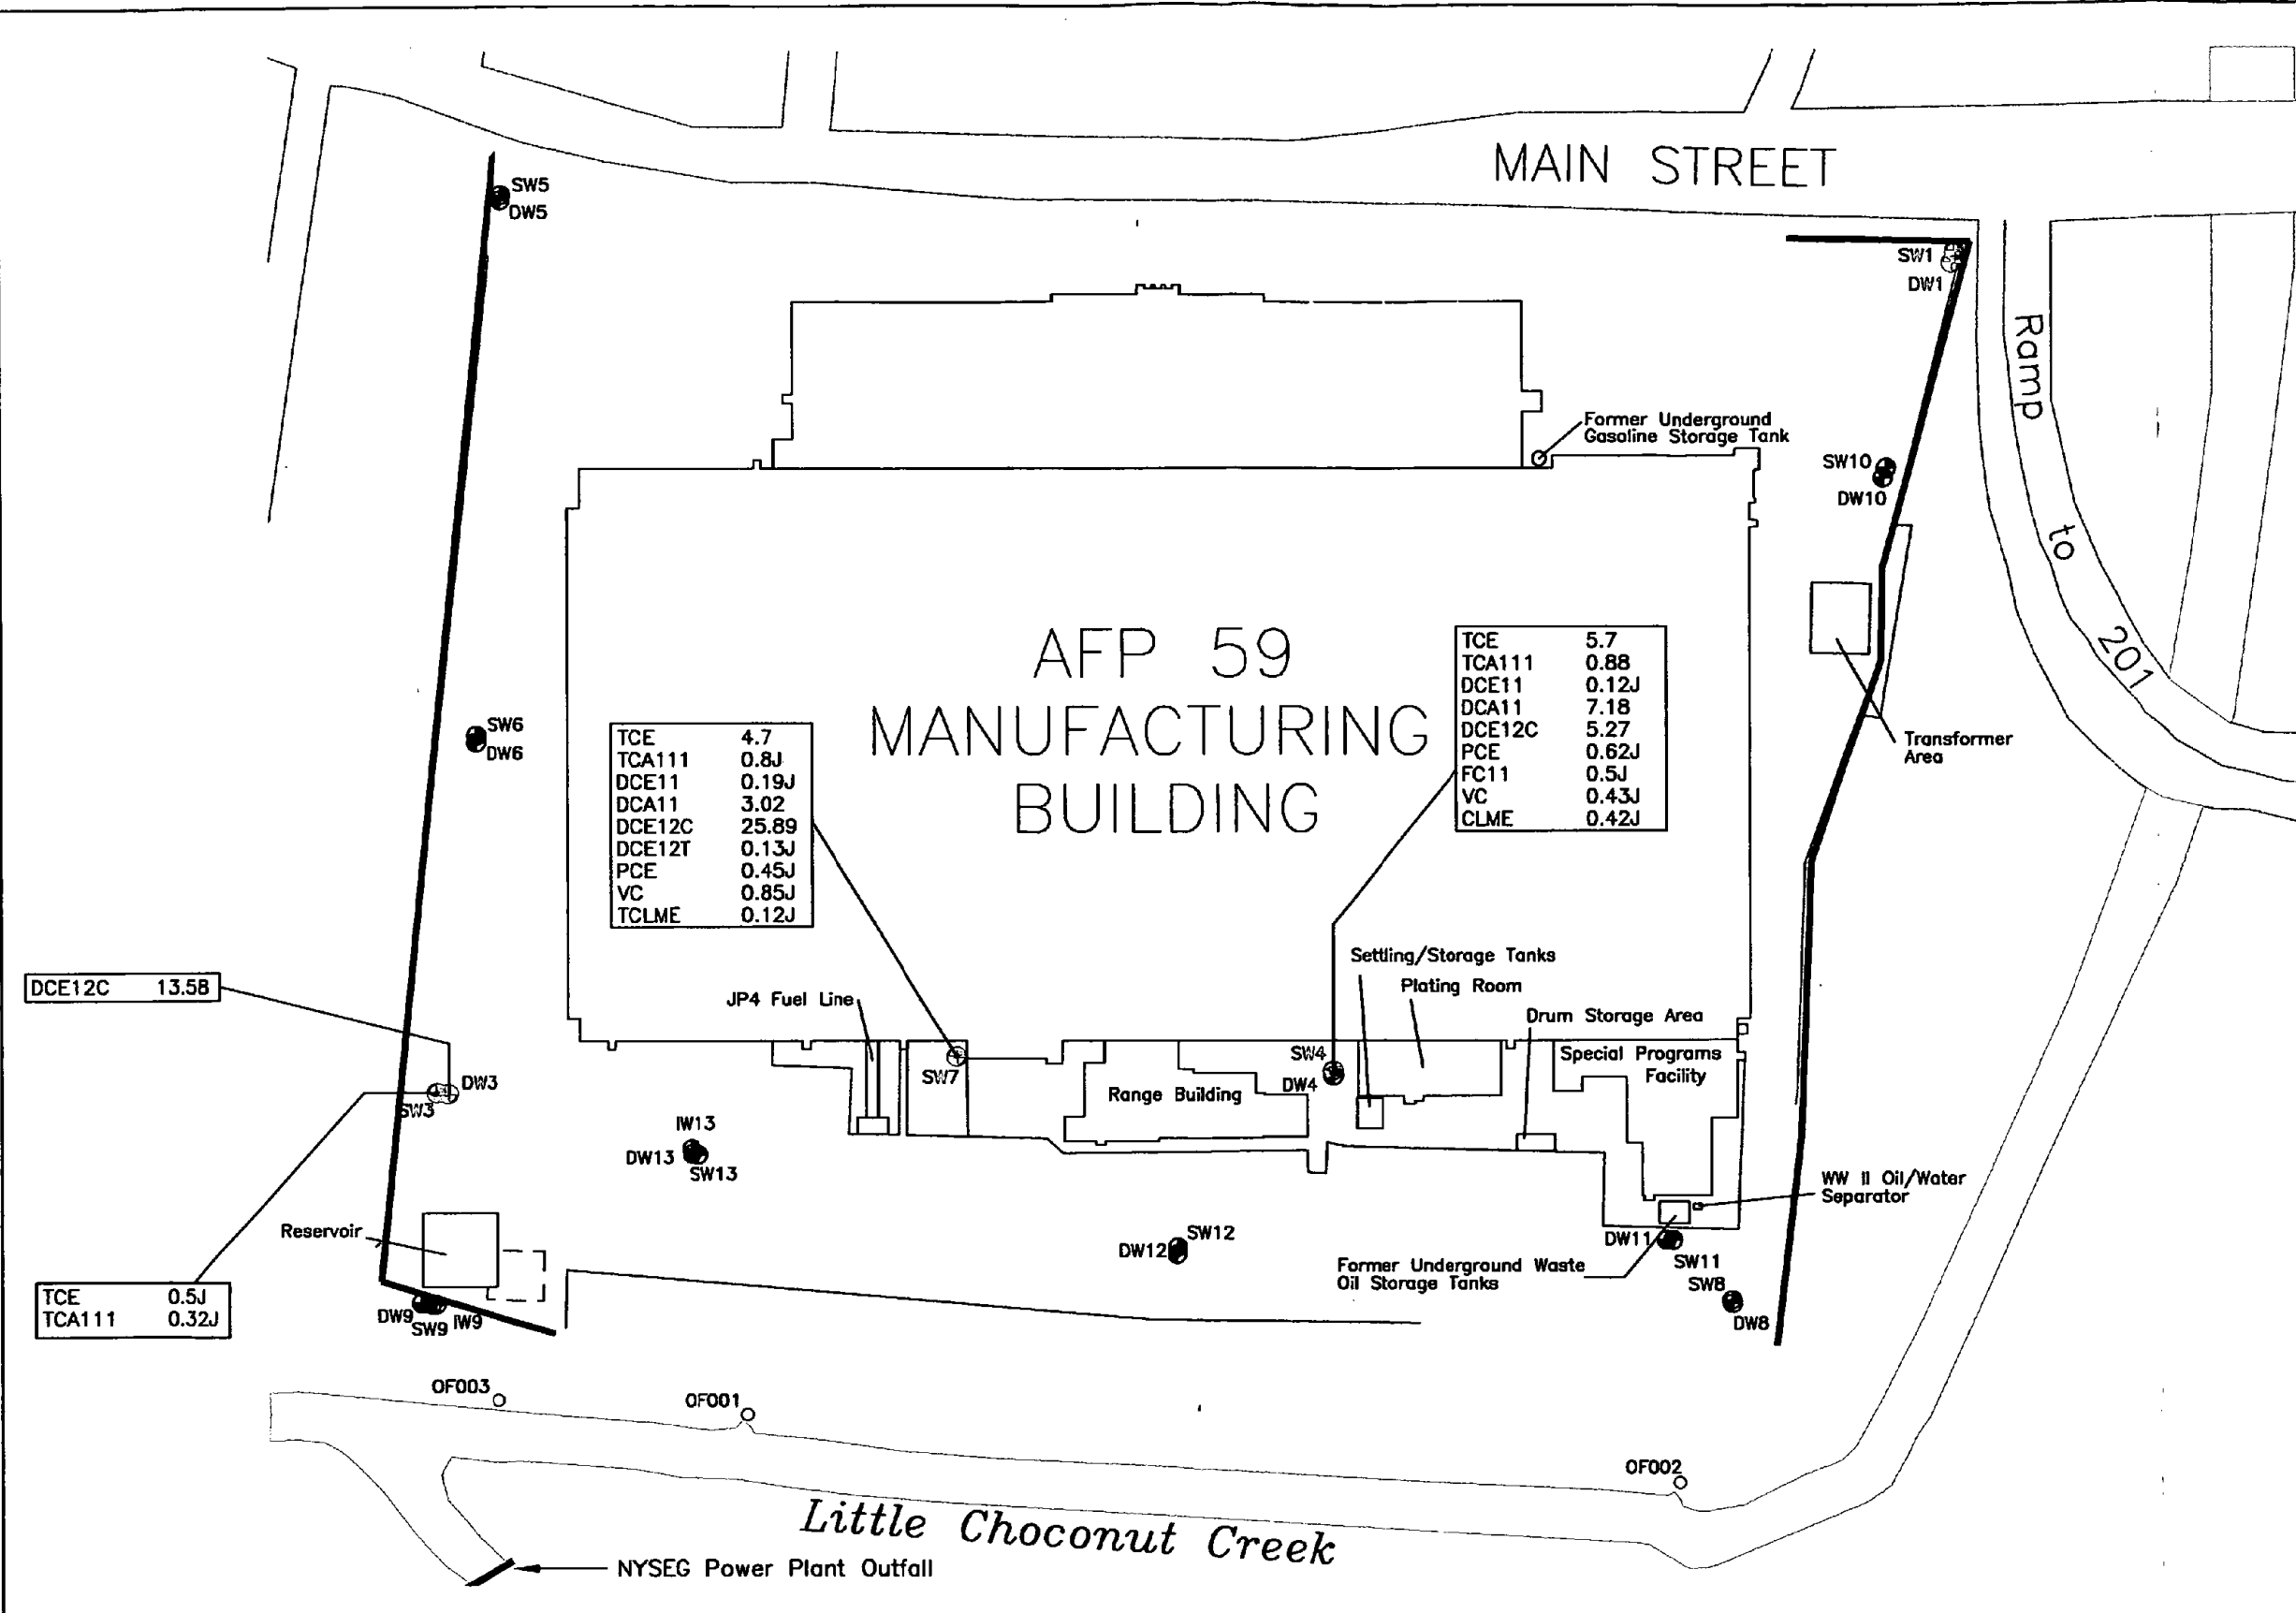 MAIN STREET
SW5
DW5
SW1
DW1
Ramp to 201
Former Underground
Gasoline Storage Tank
SW10
DW10
AFP 59
MANUFACTURING
BUILDING
TCE 5.7
TCA111 0.88
DCE11 0.12J
DCA11 7.18
DCE12C 5.27
PCE 0.62J
FC11 0.5J
VC 0.43J
CLME 0.42J
SW6
DW6
TCE 4.7
TCA111 0.8J
DCE11 0.19J
DCA11 3.02
DCE12C 25.89
DCE12T 0.13J
PCE 0.45J
VC 0.85J
TCLME 0.12J
Transformer
Area
Settling/Storage Tanks
Plating Room
DCE12C 13.58
JP4 Fuel Line
Drum Storage Area
SW7
SW4
DW4
Special Programs
Facility
DW3
SW3
Range Building
IW13
DW13
SW13
WW II Oil/Water
Separator
Reservoir
SW12
DW12
DW11
SW11
Former Underground Waste
Oil Storage Tanks
SW8
DW8
TCE 0.5J
TCA111 0.32J
DW9
SW9
IW9
OF003
OF001
OF002
Little Choconut Creek
NYSEG Power Plant Outfall